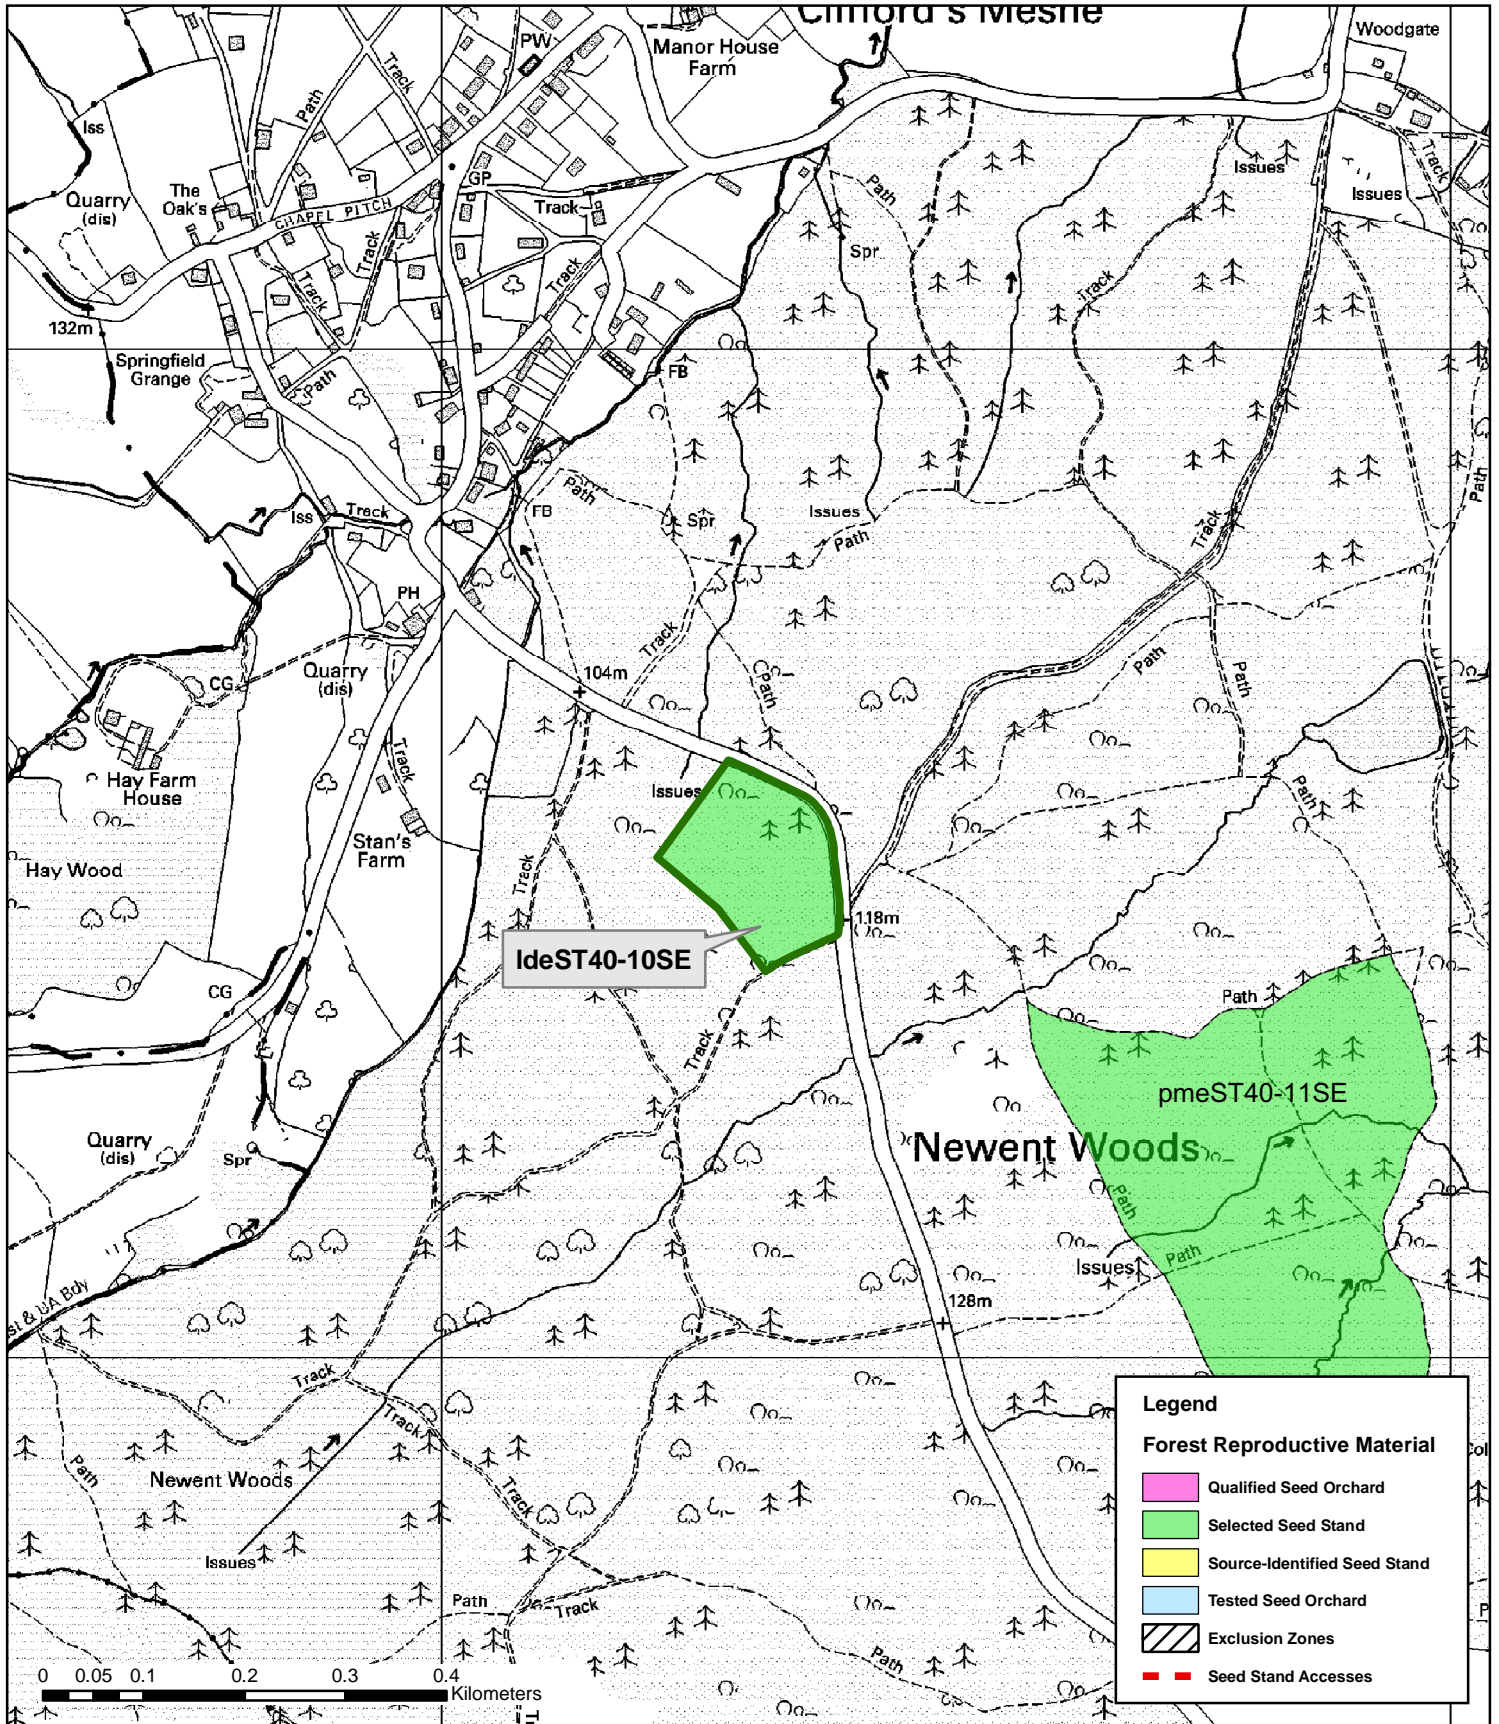 Clifford's Mesne
Woodgate
PW
Manor House
Farm
Track
Path
Iss
Quarry
(dis)
The
Oak's
CHAPEL PITCH
GP
Track
Track
Track
Track
Path
Spr
Issues
Issues
Track
Track
132m
Springfield
Grange
Path
FB
Path
FB
Spr
Issues
Path
Track
Path
Iss
Track
PH
CG
Quarry
(dis)
Track
104m
Path
Path
Path
Hay Farm
House
Track
Issues
Path
Stan's
Farm
Hay Wood
Track
118m
IdeST40-10SE
CG
Path
Track
pmeST40-11SE
Newent Woods
Quarry
(dis)
Spr
Path
Path
Issues
st & UA Bdy
128m
Track
Track
Path
Newent Woods
Track
Issues
Path
Track
Path
Legend
Forest Reproductive Material
Qualified Seed Orchard
Selected Seed Stand
Source-Identified Seed Stand
Tested Seed Orchard
Exclusion Zones
Seed Stand Accesses
0 0.05 0.1 0.2 0.3 0.4
Kilometers